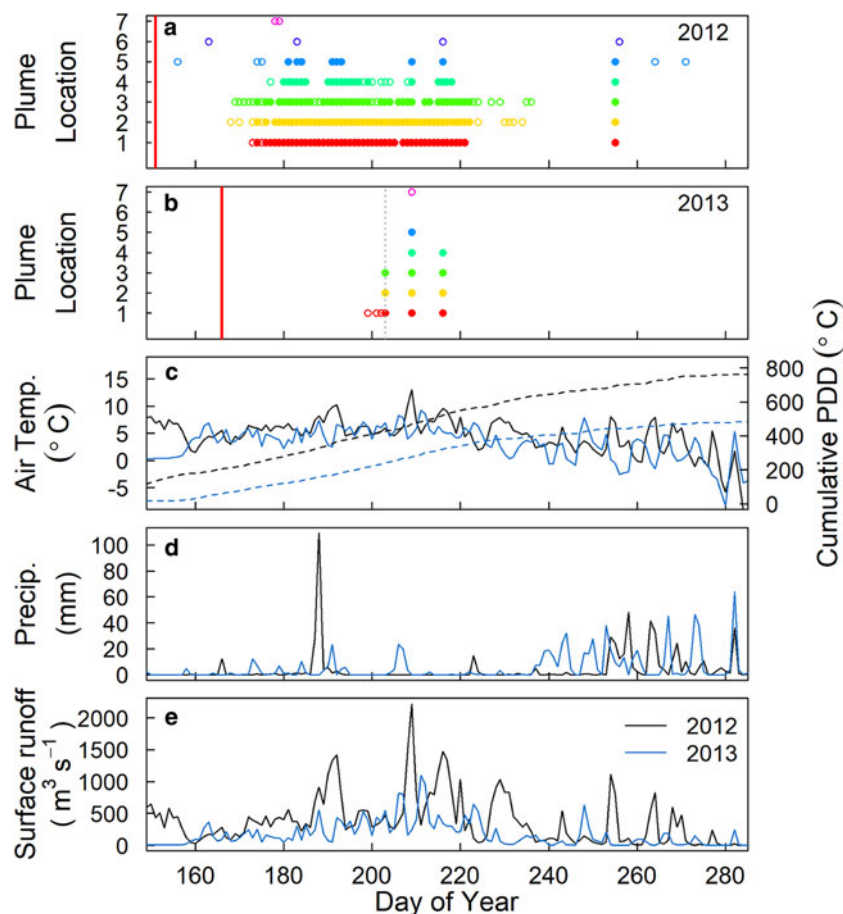 a
2012
Plume
Location
7
6
5
4
3
2
1
b
2013
Plume
Location
7
6
5
4
3
2
1
c
Air Temp.
(° C)
15
10
5
0
-5
Cumulative PDD (° C)
800
600
400
200
0
d
Precip.
(mm)
100
80
60
40
20
0
e
Surface runoff
( m³ s⁻¹ )
2000
1500
1000
500
0
2012
2013
160 180 200 220 240 260 280
Day of Year